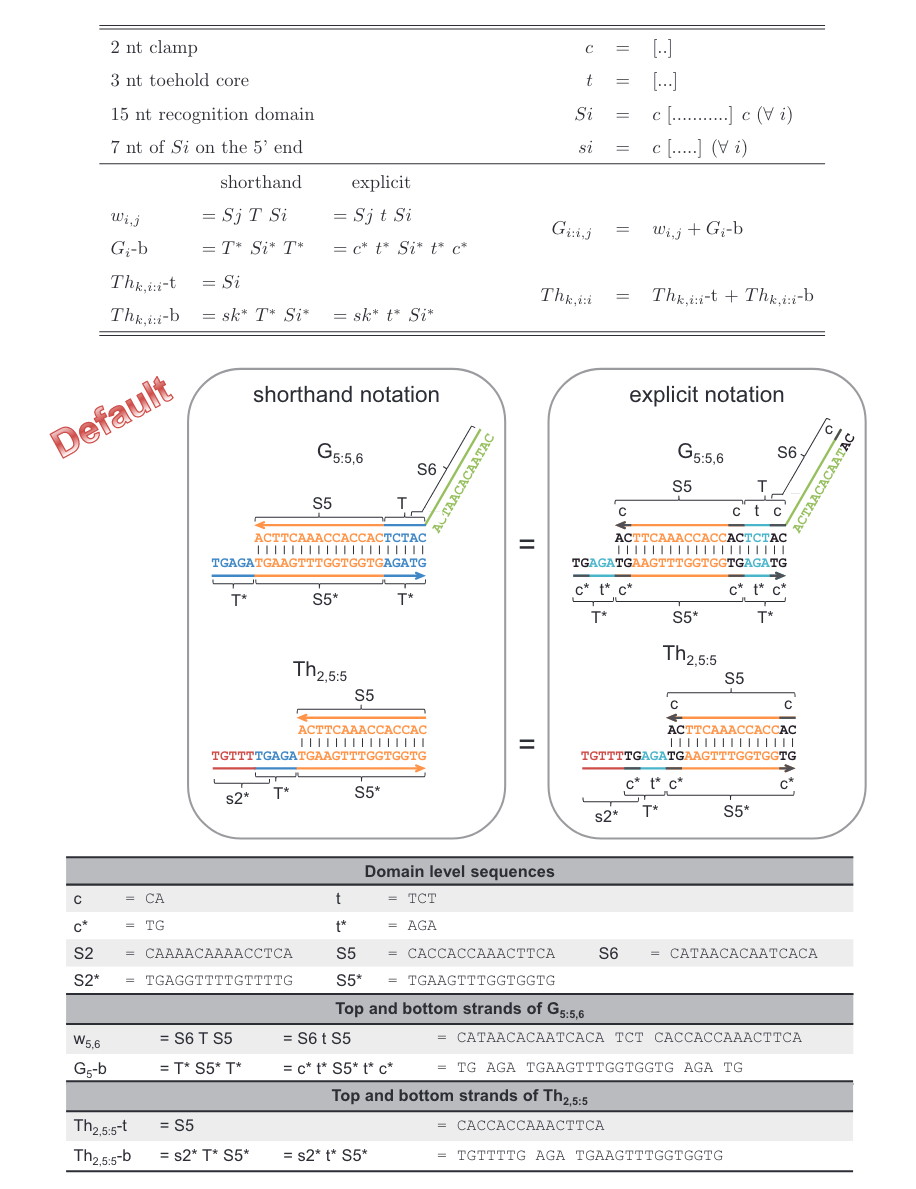 2 nt clamp c = [..]
3 nt toehold core t = [...]
15 nt recognition domain Si = c [...........] c (∀ i)
7 nt of Si on the 5' end si = c [.....] (∀ i)
shorthand explicit
w_{i,j} = Sj T Si = Sj t Si
G_{i:i,j} = w_{i,j} + G_i-b
G_i-b = T* Si* T* = c* t* Si* t* c*
Th_{k,i:i}-t = Si
Th_{k,i:i} = Th_{k,i:i}-t + Th_{k,i:i}-b
Th_{k,i:i}-b = sk* T* Si* = sk* t* Si*
Default
shorthand notation
G_{5:5,6}
S6
ACTAACACAATAC
S5 T
ACTTCAAACCACCACTCTAC
TGAGATGAAGTTTGGTGGTGAGATG
T* S5* T*
Th_{2,5:5}
S5
ACTTCAAACCACCAC
TGTTTTGAGATGAAGTTTGGTGGTG
s2* T* S5*
=
=
explicit notation
G_{5:5,6}
c
S6
ACTAACACAATAC
S5 T
c c t c
ACTTCAAACCACCACTCTAC
TGAGATGAAGTTTGGTGGTGAGATG
c* t* c* c* t* c*
T* S5* T*
Th_{2,5:5}
S5
c c
ACTTCAAACCACCAC
TGTTTTGAGATGAAGTTTGGTGGTG
c* t* c* c*
s2* T* S5*
Domain level sequences
c = CA t = TCT
c* = TG t* = AGA
S2 = CAAAACAAAACCTCA S5 = CACCACCAAACTTCA S6 = CATAACACAATCACA
S2* = TGAGGTTTTGTTTTG S5* = TGAAGTTTGGTGGTG
Top and bottom strands of G_{5:5,6}
w_{5,6} = S6 T S5 = S6 t S5 = CATAACACAATCACA TCT CACCACCAAACTTCA
G_5-b = T* S5* T* = c* t* S5* t* c* = TG AGA TGAAGTTTGGTGGTG AGA TG
Top and bottom strands of Th_{2,5:5}
Th_{2,5:5}-t = S5 = CACCACCAAACTTCA
Th_{2,5:5}-b = s2* T* S5* = s2* t* S5* = TGTTTTG AGA TGAAGTTTGGTGGTG